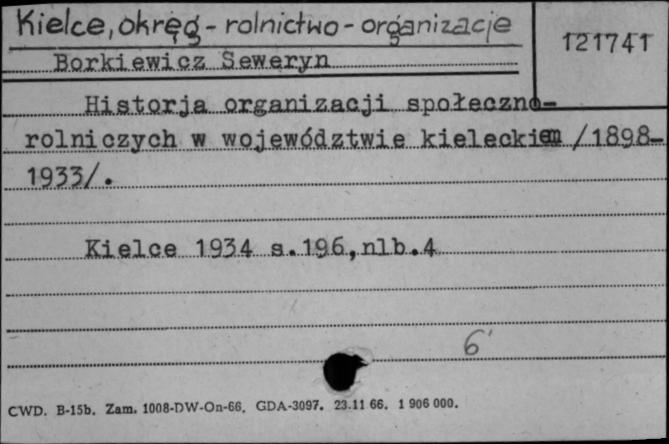 Kielce, okręg - rolnictwo - organizacje
121741
Borkiewicz Seweryn
Historja organizacji społeczno-
rolniczych w województwie kieleckiem /1898-
1933/.
Kielce 1934 s.196,nlb.4
6'
CWD. B-15b. Zam. 1008-DW-On-66. GDA-3097. 23.11 66. 1 906 000.